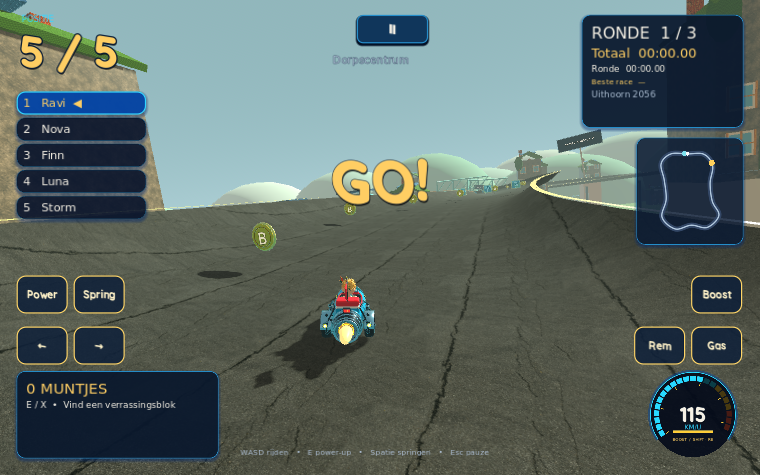 5 / 5
Dorpscentrum
RONDE 1 / 3
Totaal 00:00.00
Ronde 00:00.00
Beste race —
Uithoorn 2056
1 Ravi ◀
2 Nova
3 Finn
4 Luna
5 Storm
GO!
B
B
Power
Spring
Boost
←
→
Rem
Gas
0 MUNTJES
E / X • Vind een verrassingsblok
115
KM/U
BOOST / SHIFT
WASD rijden • E power-up • Spatie springen • Esc pauze